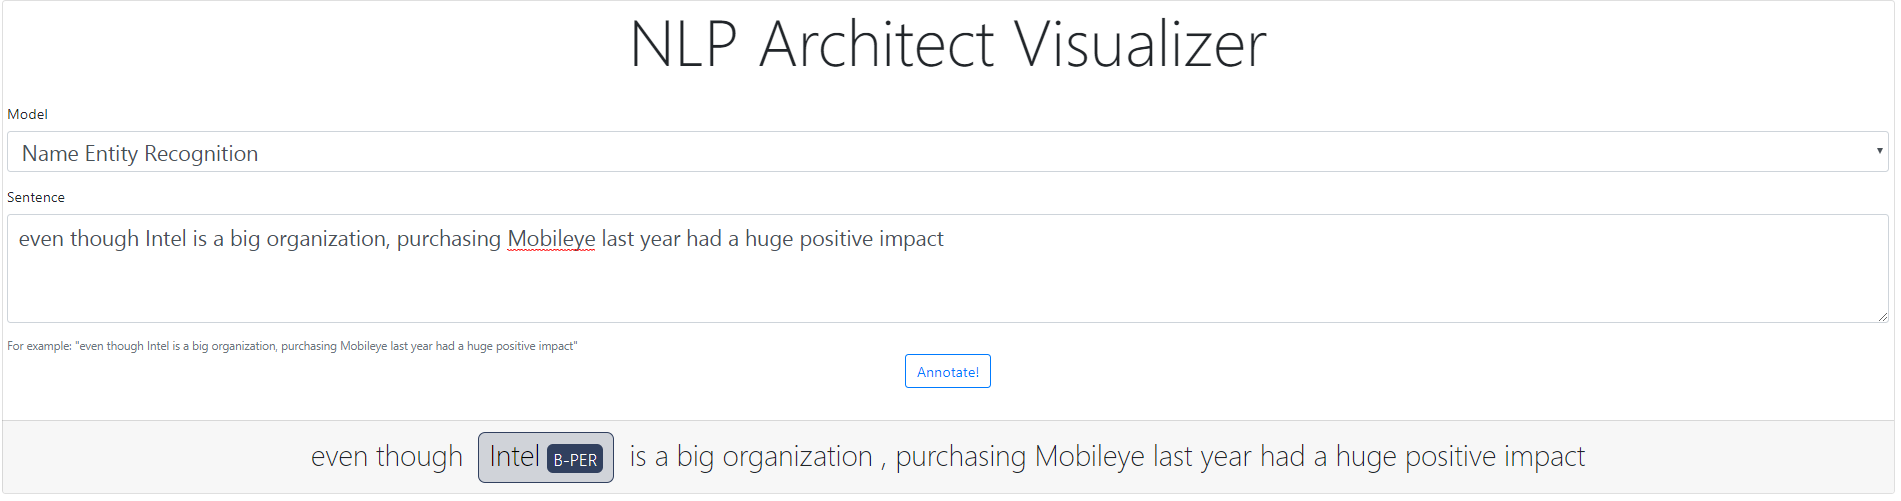 NLP Architect Visualizer
Model
Name Entity Recognition
Sentence
even though Intel is a big organization, purchasing Mobileye last year had a huge positive impact
For example: "even though Intel is a big organization, purchasing Mobileye last year had a huge positive impact"
Annotate!
even though Intel B-PER is a big organization , purchasing Mobileye last year had a huge positive impact